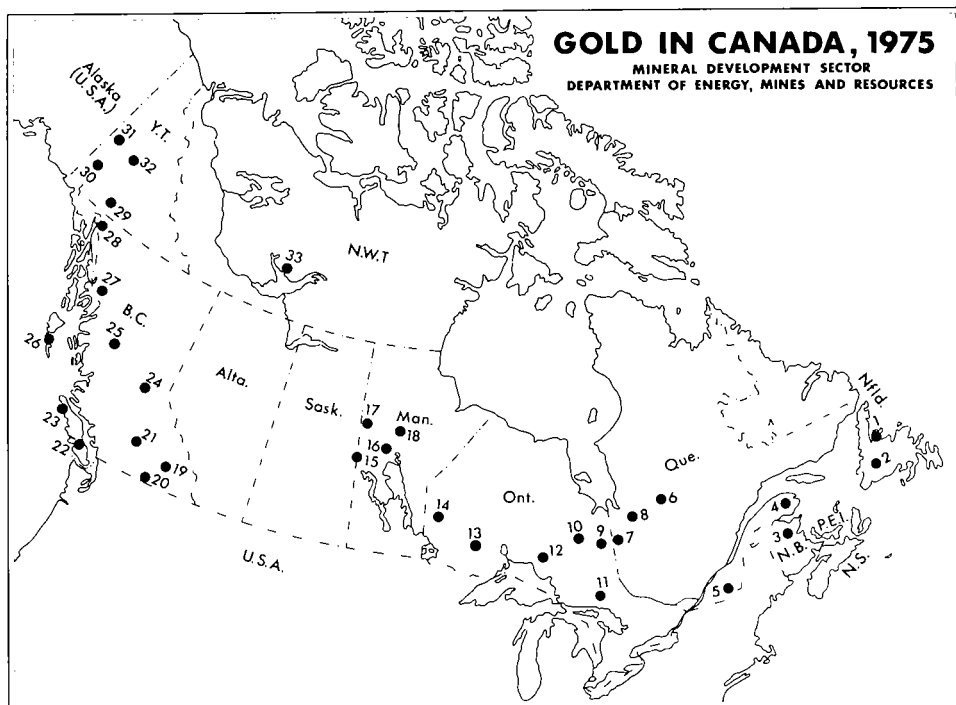 GOLD IN CANADA, 1975
MINERAL DEVELOPMENT SECTOR
DEPARTMENT OF ENERGY, MINES AND RESOURCES
Alaska
(U.S.A.)
31
Y.T.
32
30
29
28
33
N.W.T
27
B.C.
26
25
24
Alta.
Sask.
17
Man.
18
Nfld.
1
23
22
21
19
20
16
15
Que.
2
6
14
Ont.
8
4
P.E.I.
3
N.B.
N.S.
13
10
9
7
12
U.S.A.
11
5